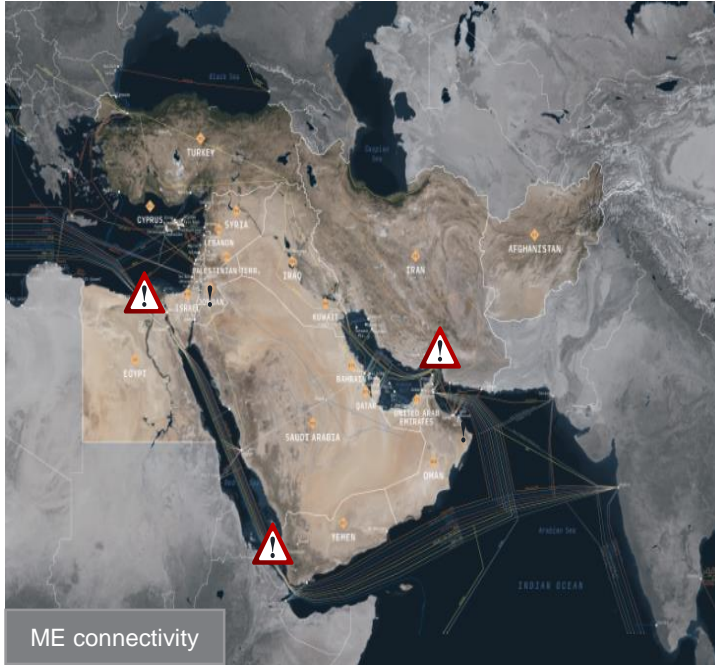 Black Sea
Caspian
Sea
TURKEY
CYPRUS
SYRIA
LEBANON
PALESTINIAN TERR.
IRAQ
IRAN
AFGHANISTAN
ISRAEL
JORDAN
KUWAIT
EGYPT
BAHRAIN
QATAR
UNITED ARAB
EMIRATES
SAUDI ARABIA
OMAN
YEMEN
Arabian Sea
INDIAN OCEAN
ME connectivity